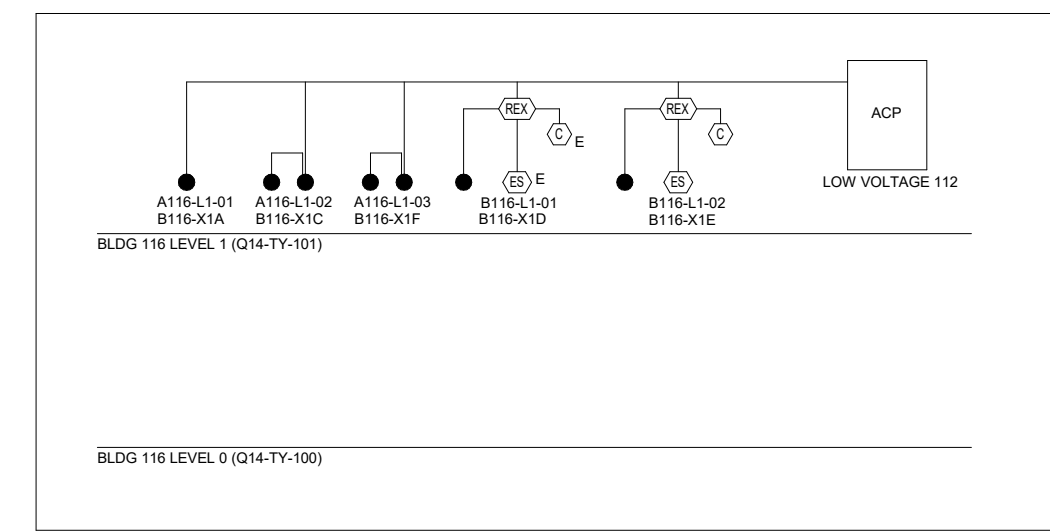 ACP
REX
REX
C
E
C
ES
E
ES
LOW VOLTAGE 112
A116-L1-01
B116-X1A
A116-L1-02
B116-X1C
A116-L1-03
B116-X1F
B116-L1-01
B116-X1D
B116-L1-02
B116-X1E
BLDG 116 LEVEL 1 (Q14-TY-101)
BLDG 116 LEVEL 0 (Q14-TY-100)